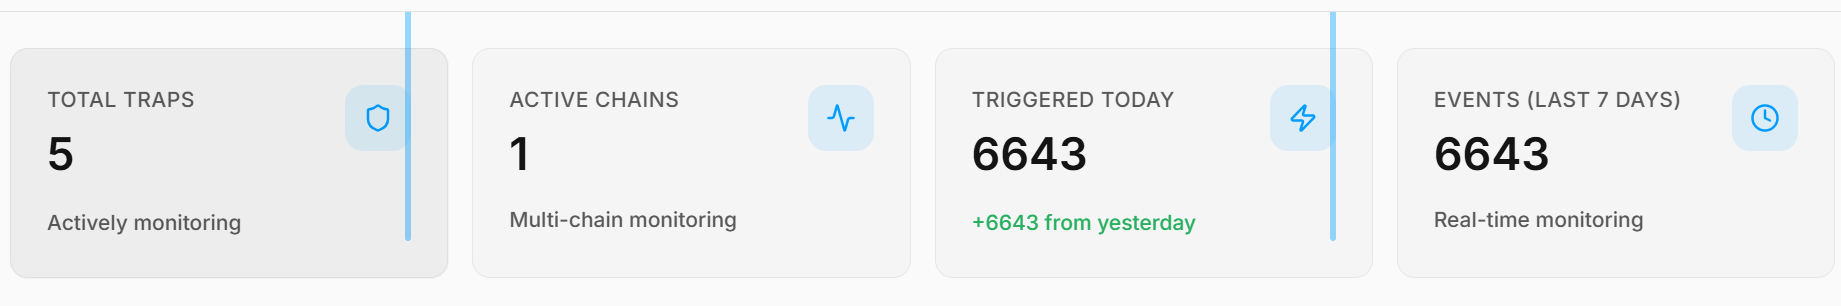 TOTAL TRAPS
5
Actively monitoring
ACTIVE CHAINS
1
Multi-chain monitoring
TRIGGERED TODAY
6643
+6643 from yesterday
EVENTS (LAST 7 DAYS)
6643
Real-time monitoring